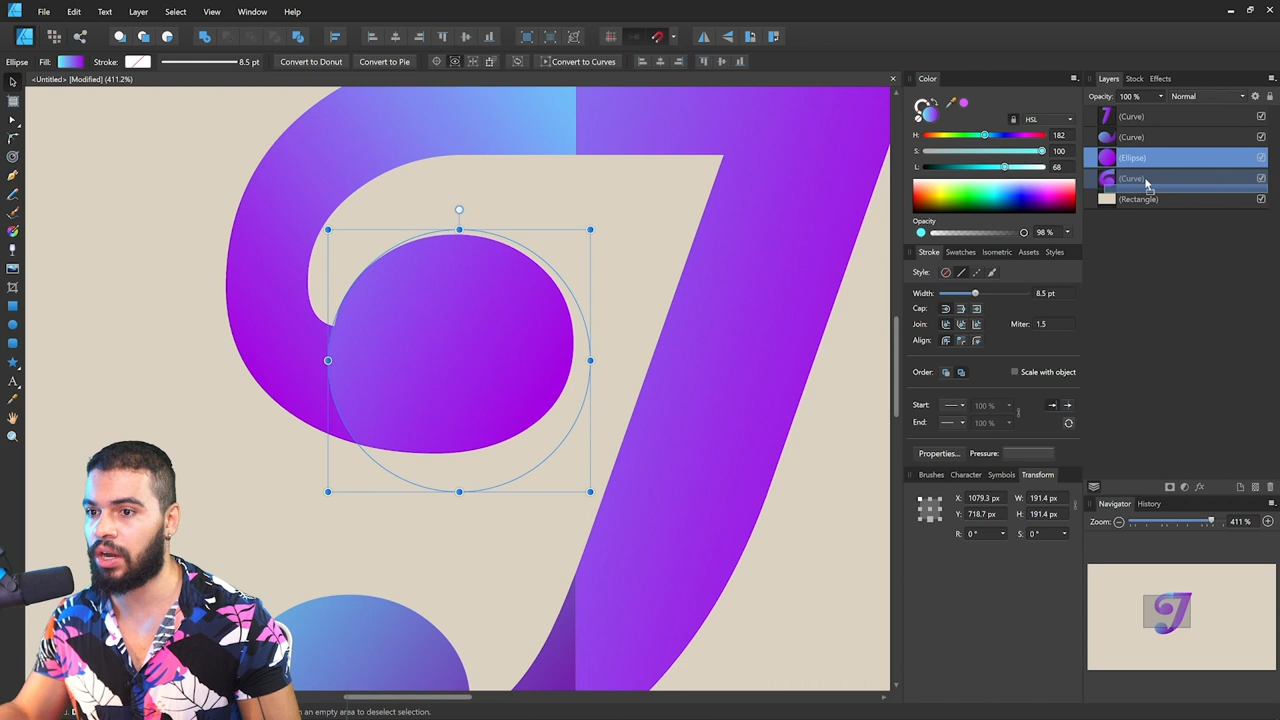 File Edit Text Layer Select View Window Help
Ellipse Fill: Stroke: 8.5 pt Convert to Donut Convert to Pie Convert to Curves
<Untitled> [Modified] (411.2%)
Color
HSL
H: 182
S: 100
L: 68
Opacity
98 %
Stroke Swatches Isometric Assets Styles
Style:
Width: 8.5 pt
Cap:
Join: Miter: 1.5
Align:
Order: Scale with object
Start: 100 %
End: 100 %
Properties... Pressure:
Brushes Character Symbols Transform
X: 1079.3 px W: 191.4 px
Y: 718.7 px H: 191.4 px
R: 0 ° S: 0 °
Layers Stock Effects
Opacity: 100 % Normal
(Curve)
(Curve)
(Ellipse)
(Curve)
(Rectangle)
Navigator History
Zoom: 411 %
an empty area to deselect selection.